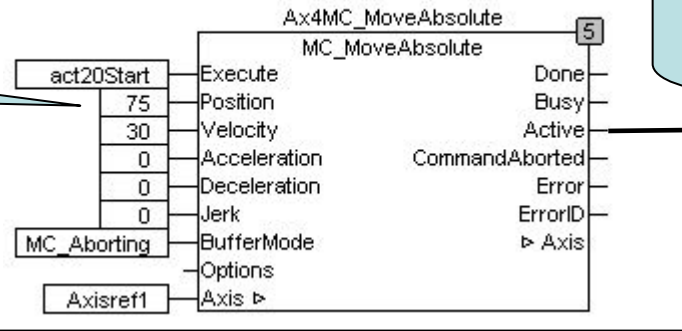 Ax4MC_MoveAbsolute
5
MC_MoveAbsolute
act20Start Execute Done
75 Position Busy
30 Velocity Active
0 Acceleration CommandAborted
0 Deceleration Error
0 Jerk ErrorID
MC_Aborting BufferMode ▷ Axis
Options
Axisref1 Axis ▷